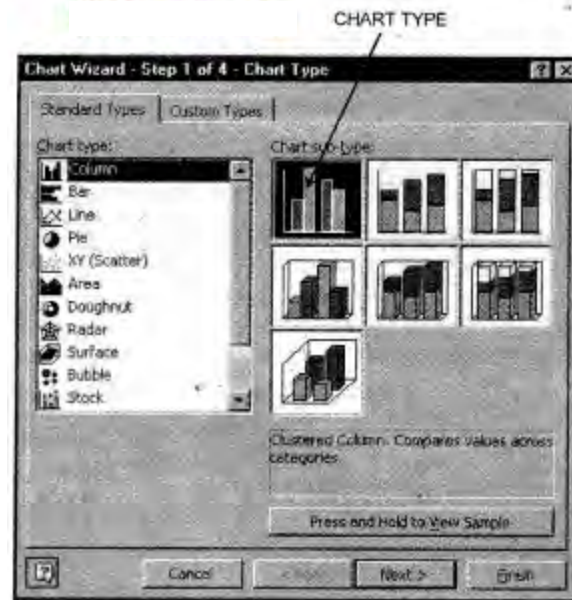 CHART TYPE
Chart Wizard - Step 1 of 4 - Chart Type
Standard Types
Custom Types
Chart type:
Column
Bar
Line
Pie
XY (Scatter)
Area
Doughnut
Radar
Surface
Bubble
Stock
Chart sub-type:
Clustered Column. Compares values across
categories.
Press and Hold to View Sample
Cancel
Next >
Finish